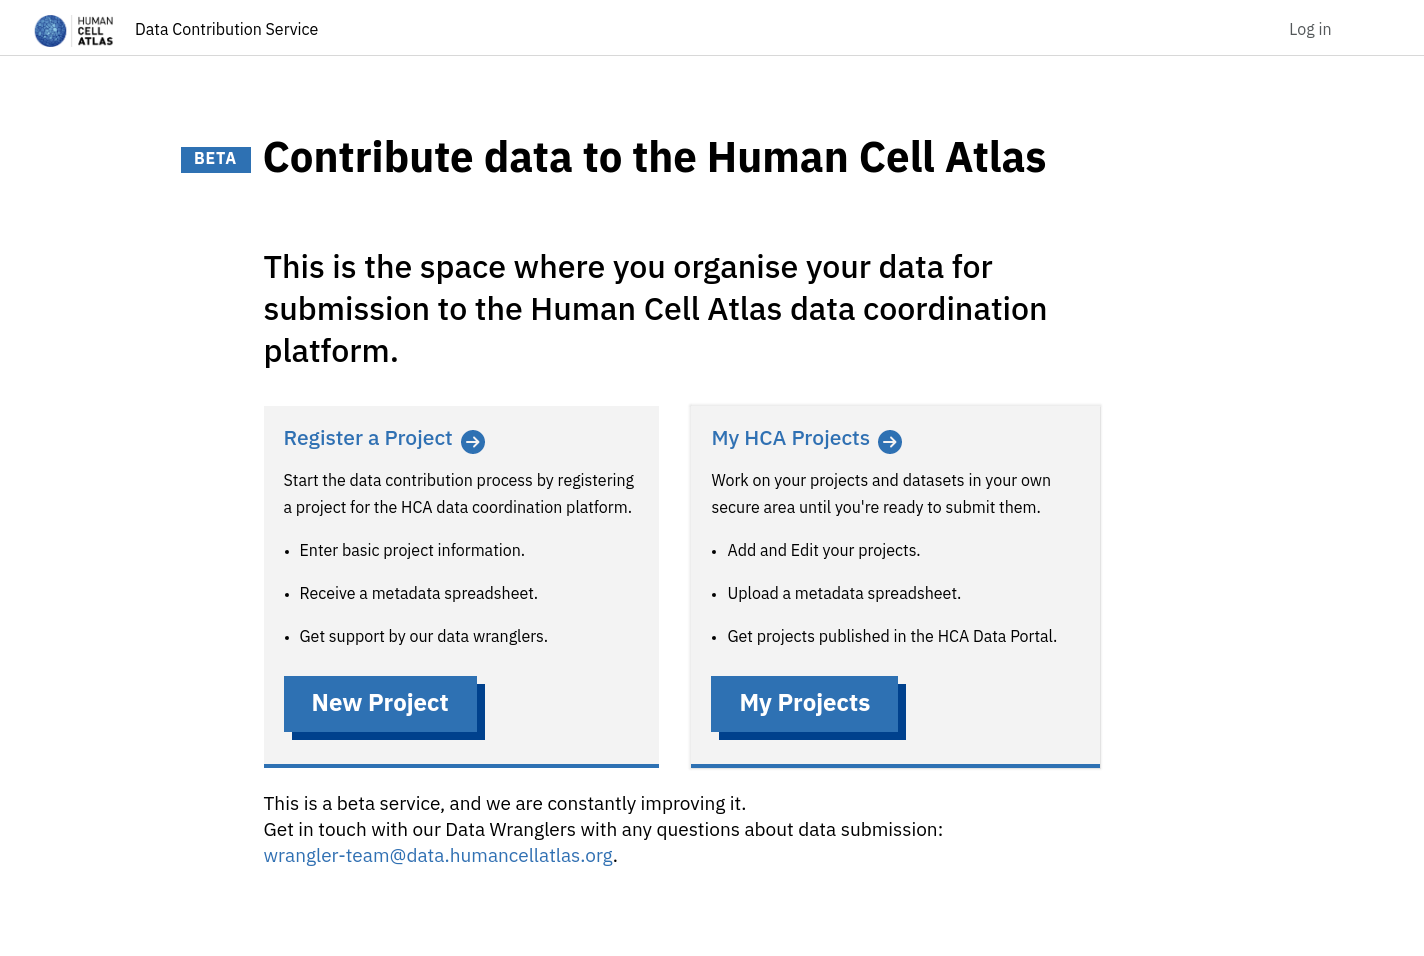 HUMAN
CELL
ATLAS
Data Contribution Service
Log in
BETA
Contribute data to the Human Cell Atlas
This is the space where you organise your data for
submission to the Human Cell Atlas data coordination
platform.
Register a Project
Start the data contribution process by registering
a project for the HCA data coordination platform.
• Enter basic project information.
• Receive a metadata spreadsheet.
• Get support by our data wranglers.
New Project
My HCA Projects
Work on your projects and datasets in your own
secure area until you're ready to submit them.
• Add and Edit your projects.
• Upload a metadata spreadsheet.
• Get projects published in the HCA Data Portal.
My Projects
This is a beta service, and we are constantly improving it.
Get in touch with our Data Wranglers with any questions about data submission:
wrangler-team@data.humancellatlas.org.